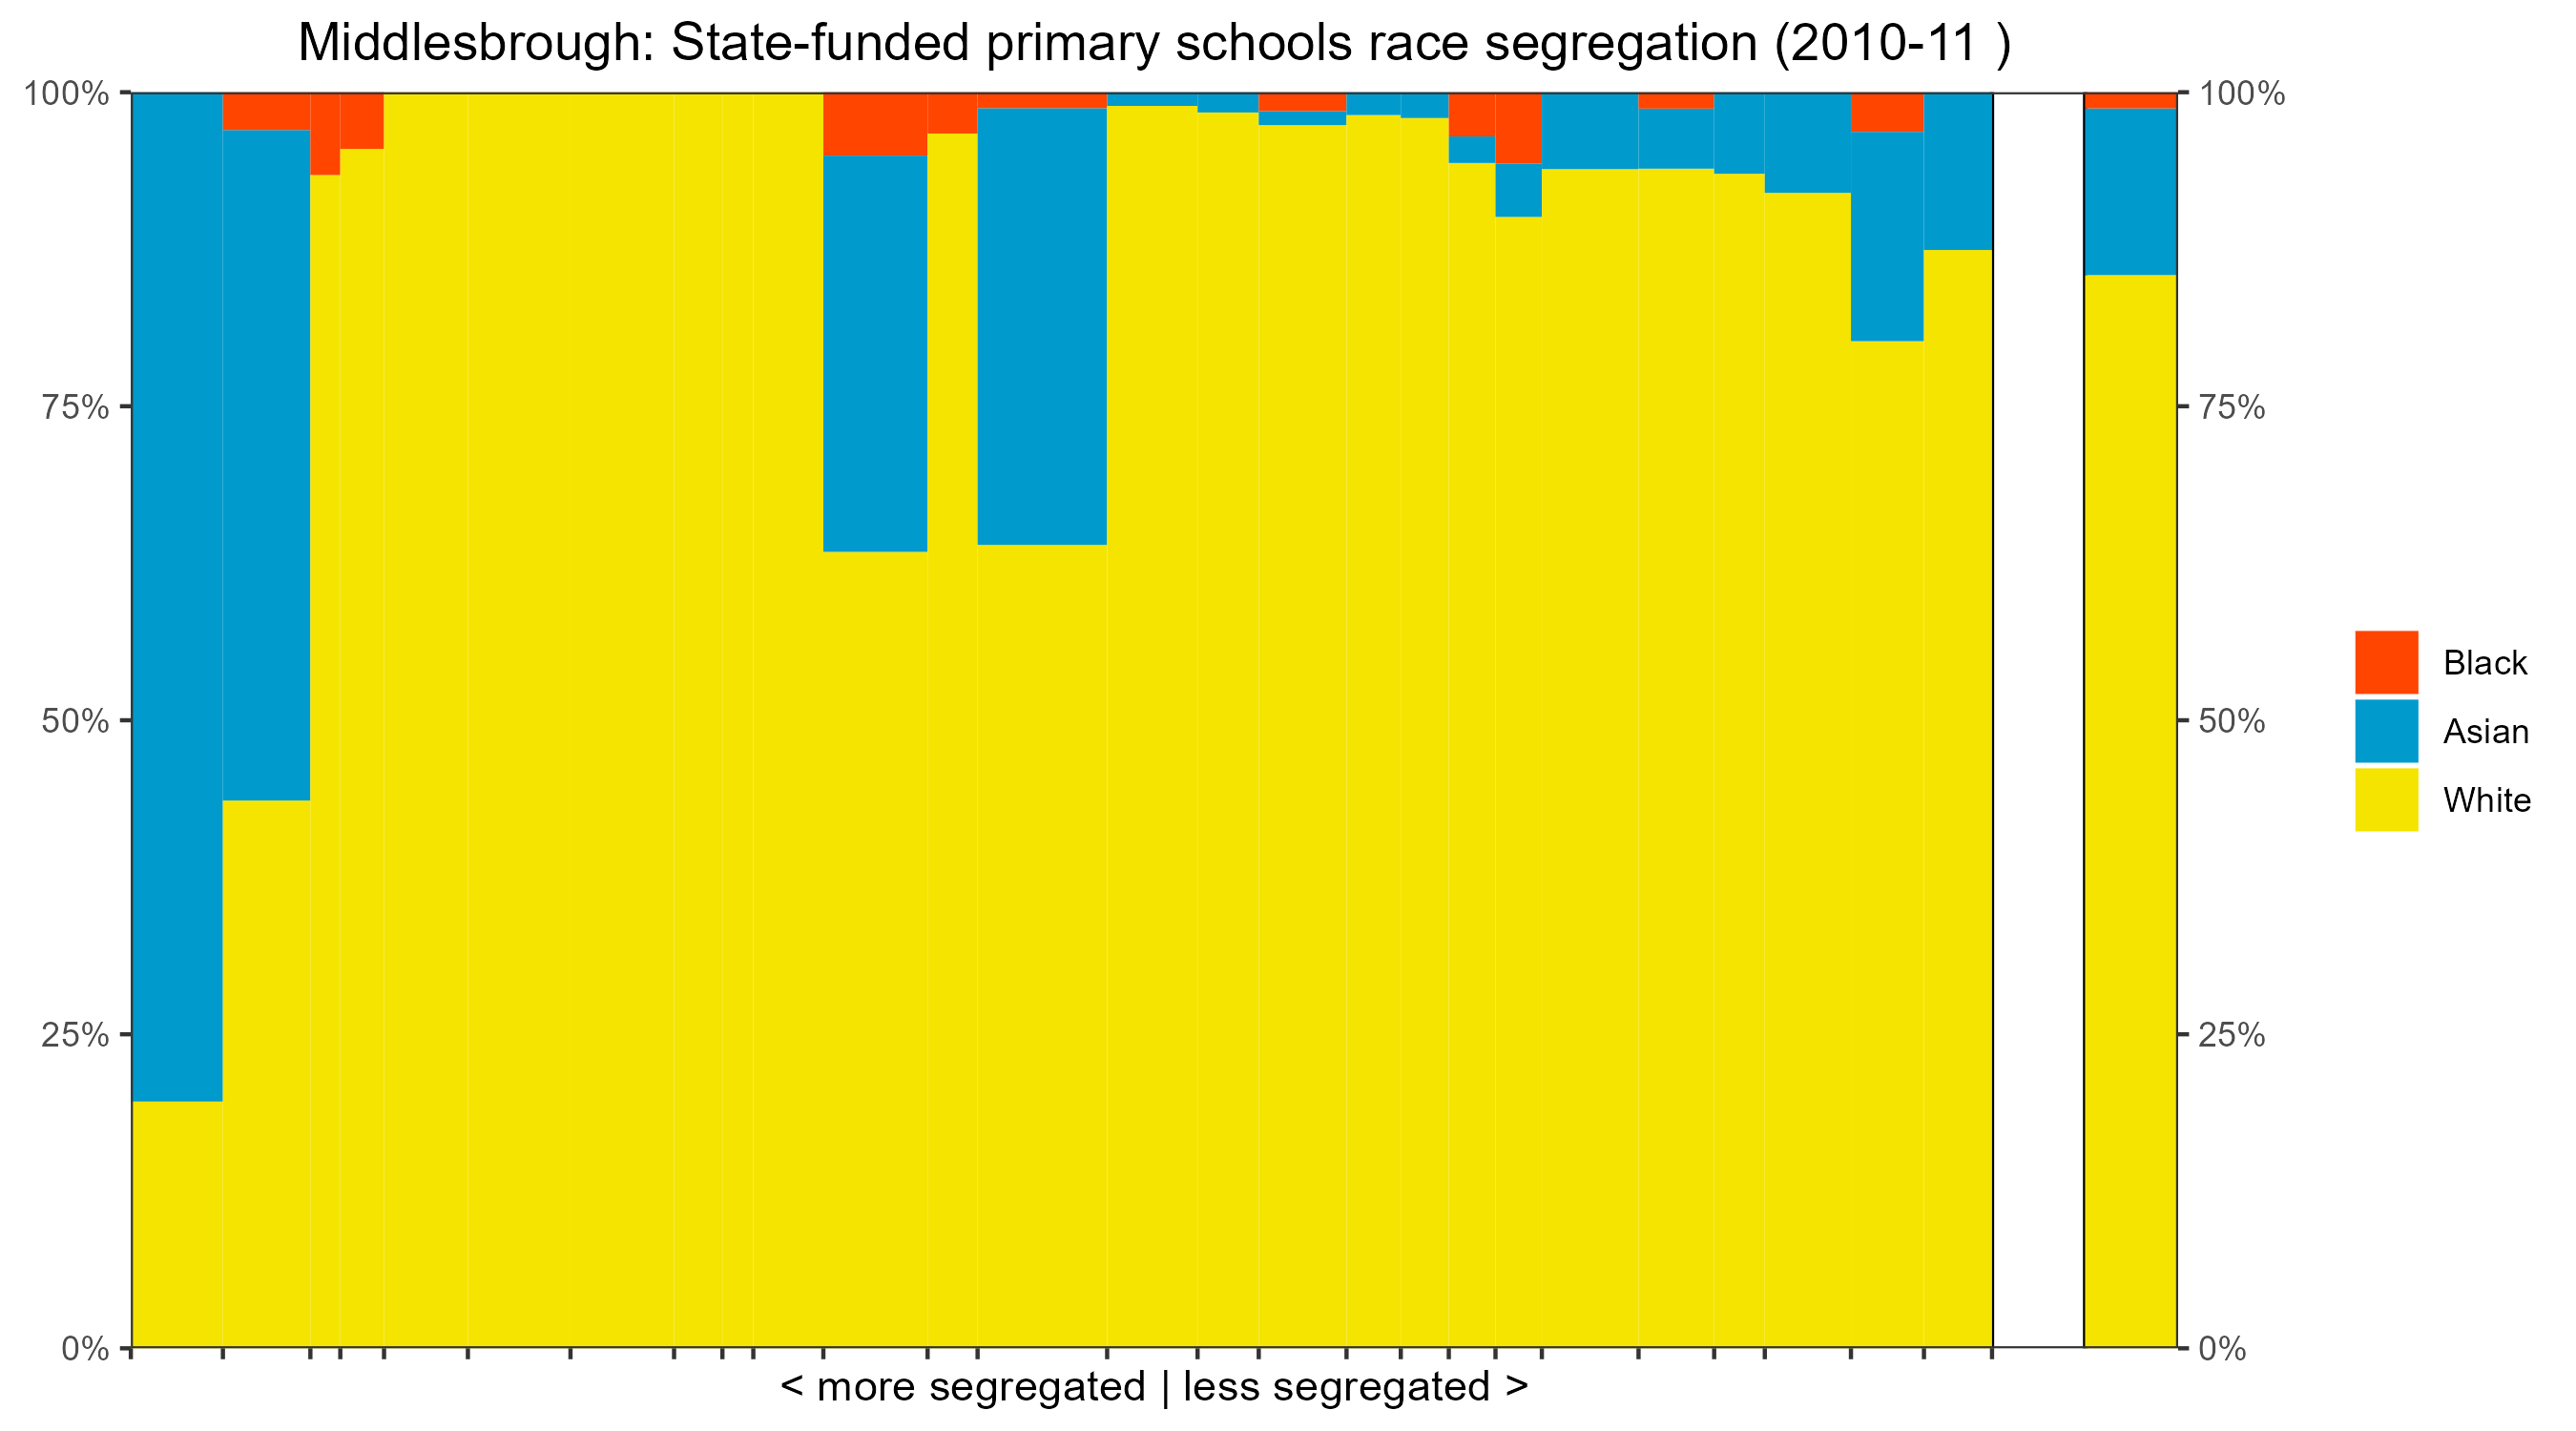 Middlesbrough: State-funded primary schools race segregation (2010-11 )
100%
75%
50%
25%
0%
100%
75%
50%
25%
0%
Black
Asian
White
< more segregated | less segregated >